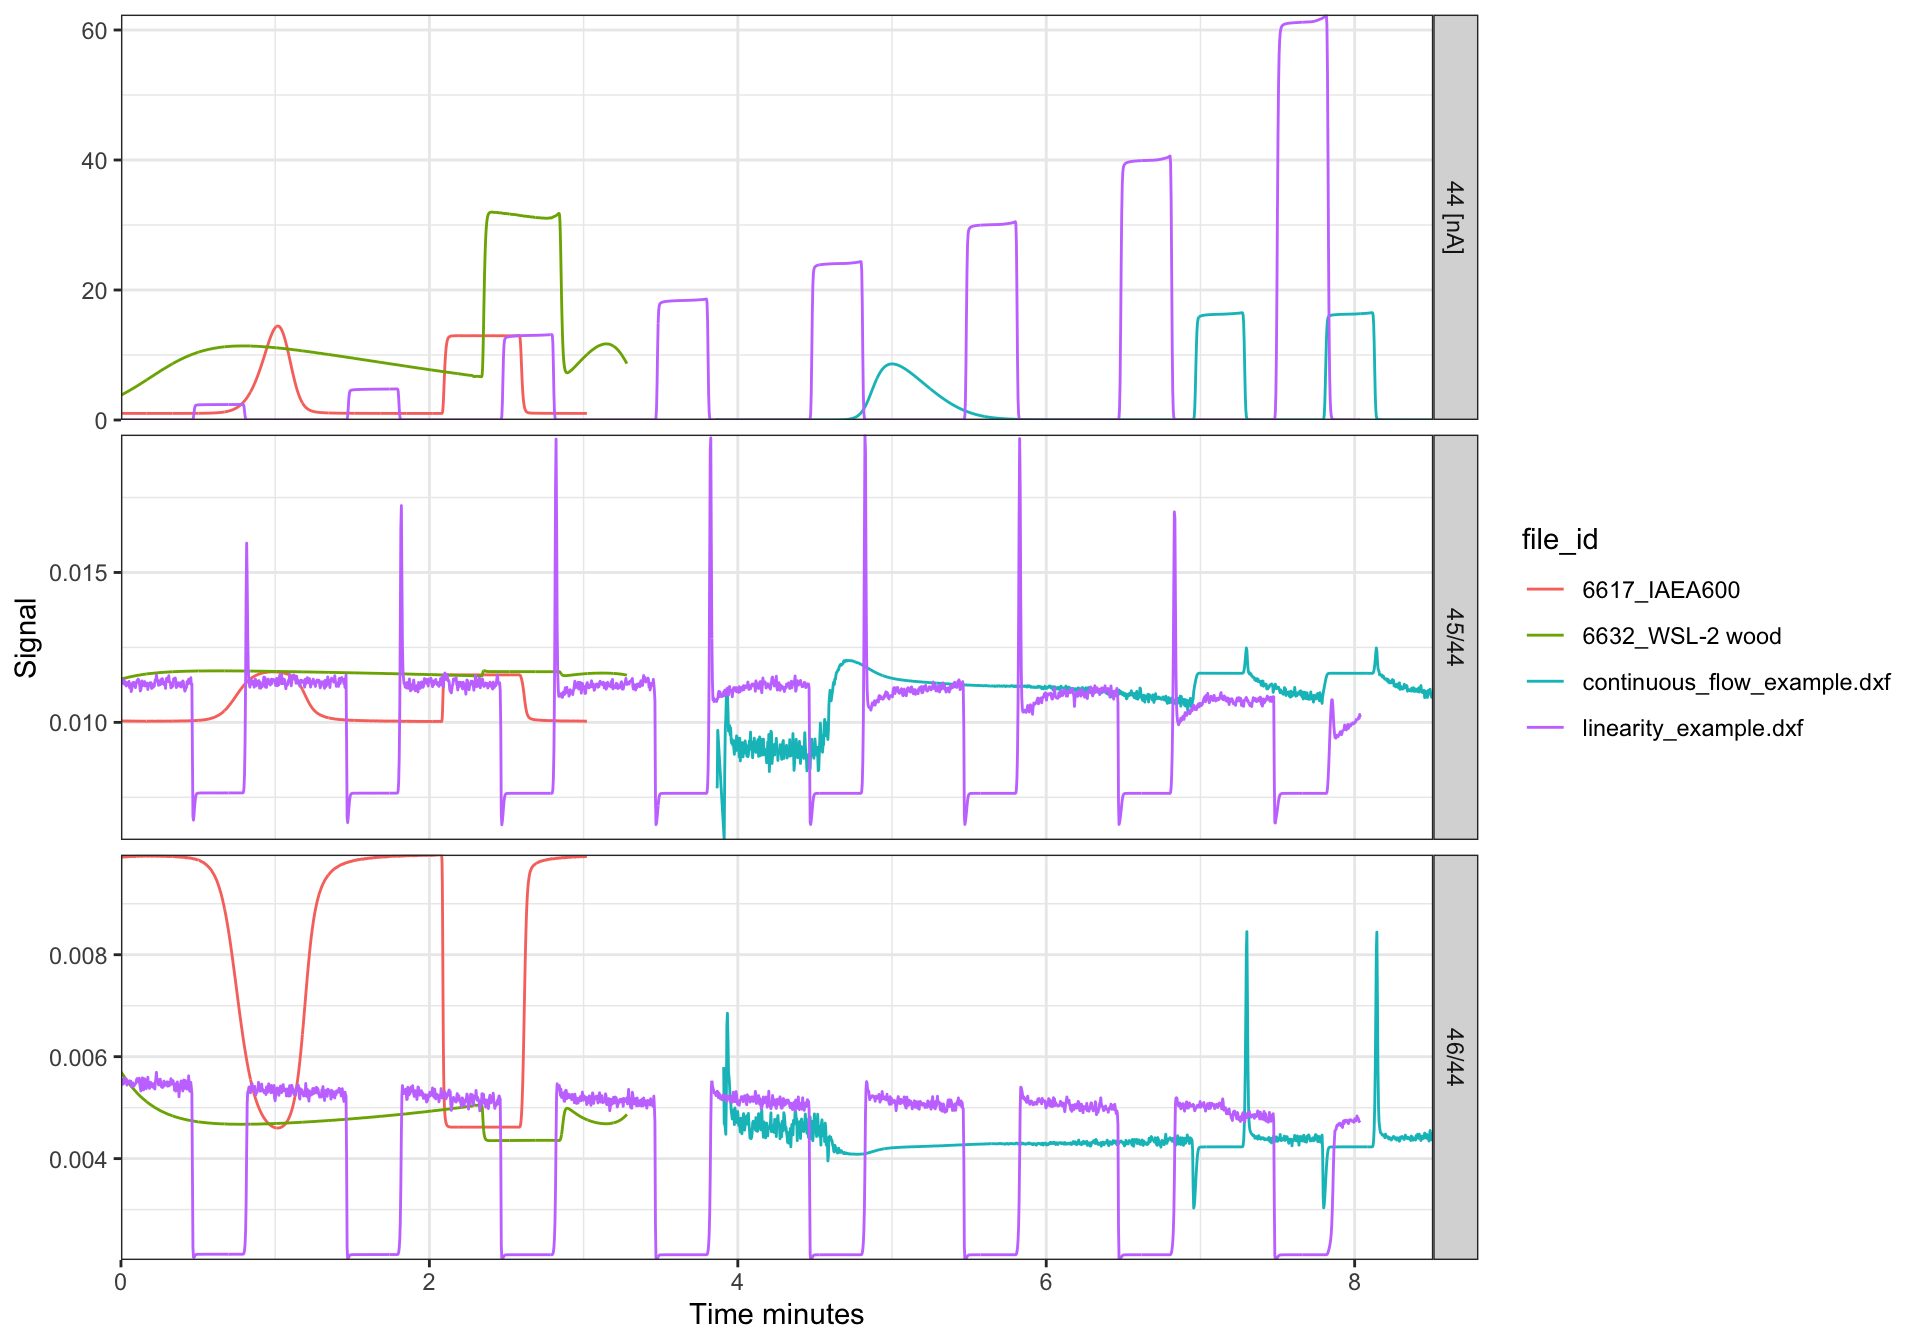 60
40
20
0
44 [nA]
0.015
0.010
45/44
0.008
0.006
0.004
46/44
0 2 4 6 8
Time minutes
Signal
file_id
6617_IAEA600
6632_WSL-2 wood
continuous_flow_example.dxf
linearity_example.dxf